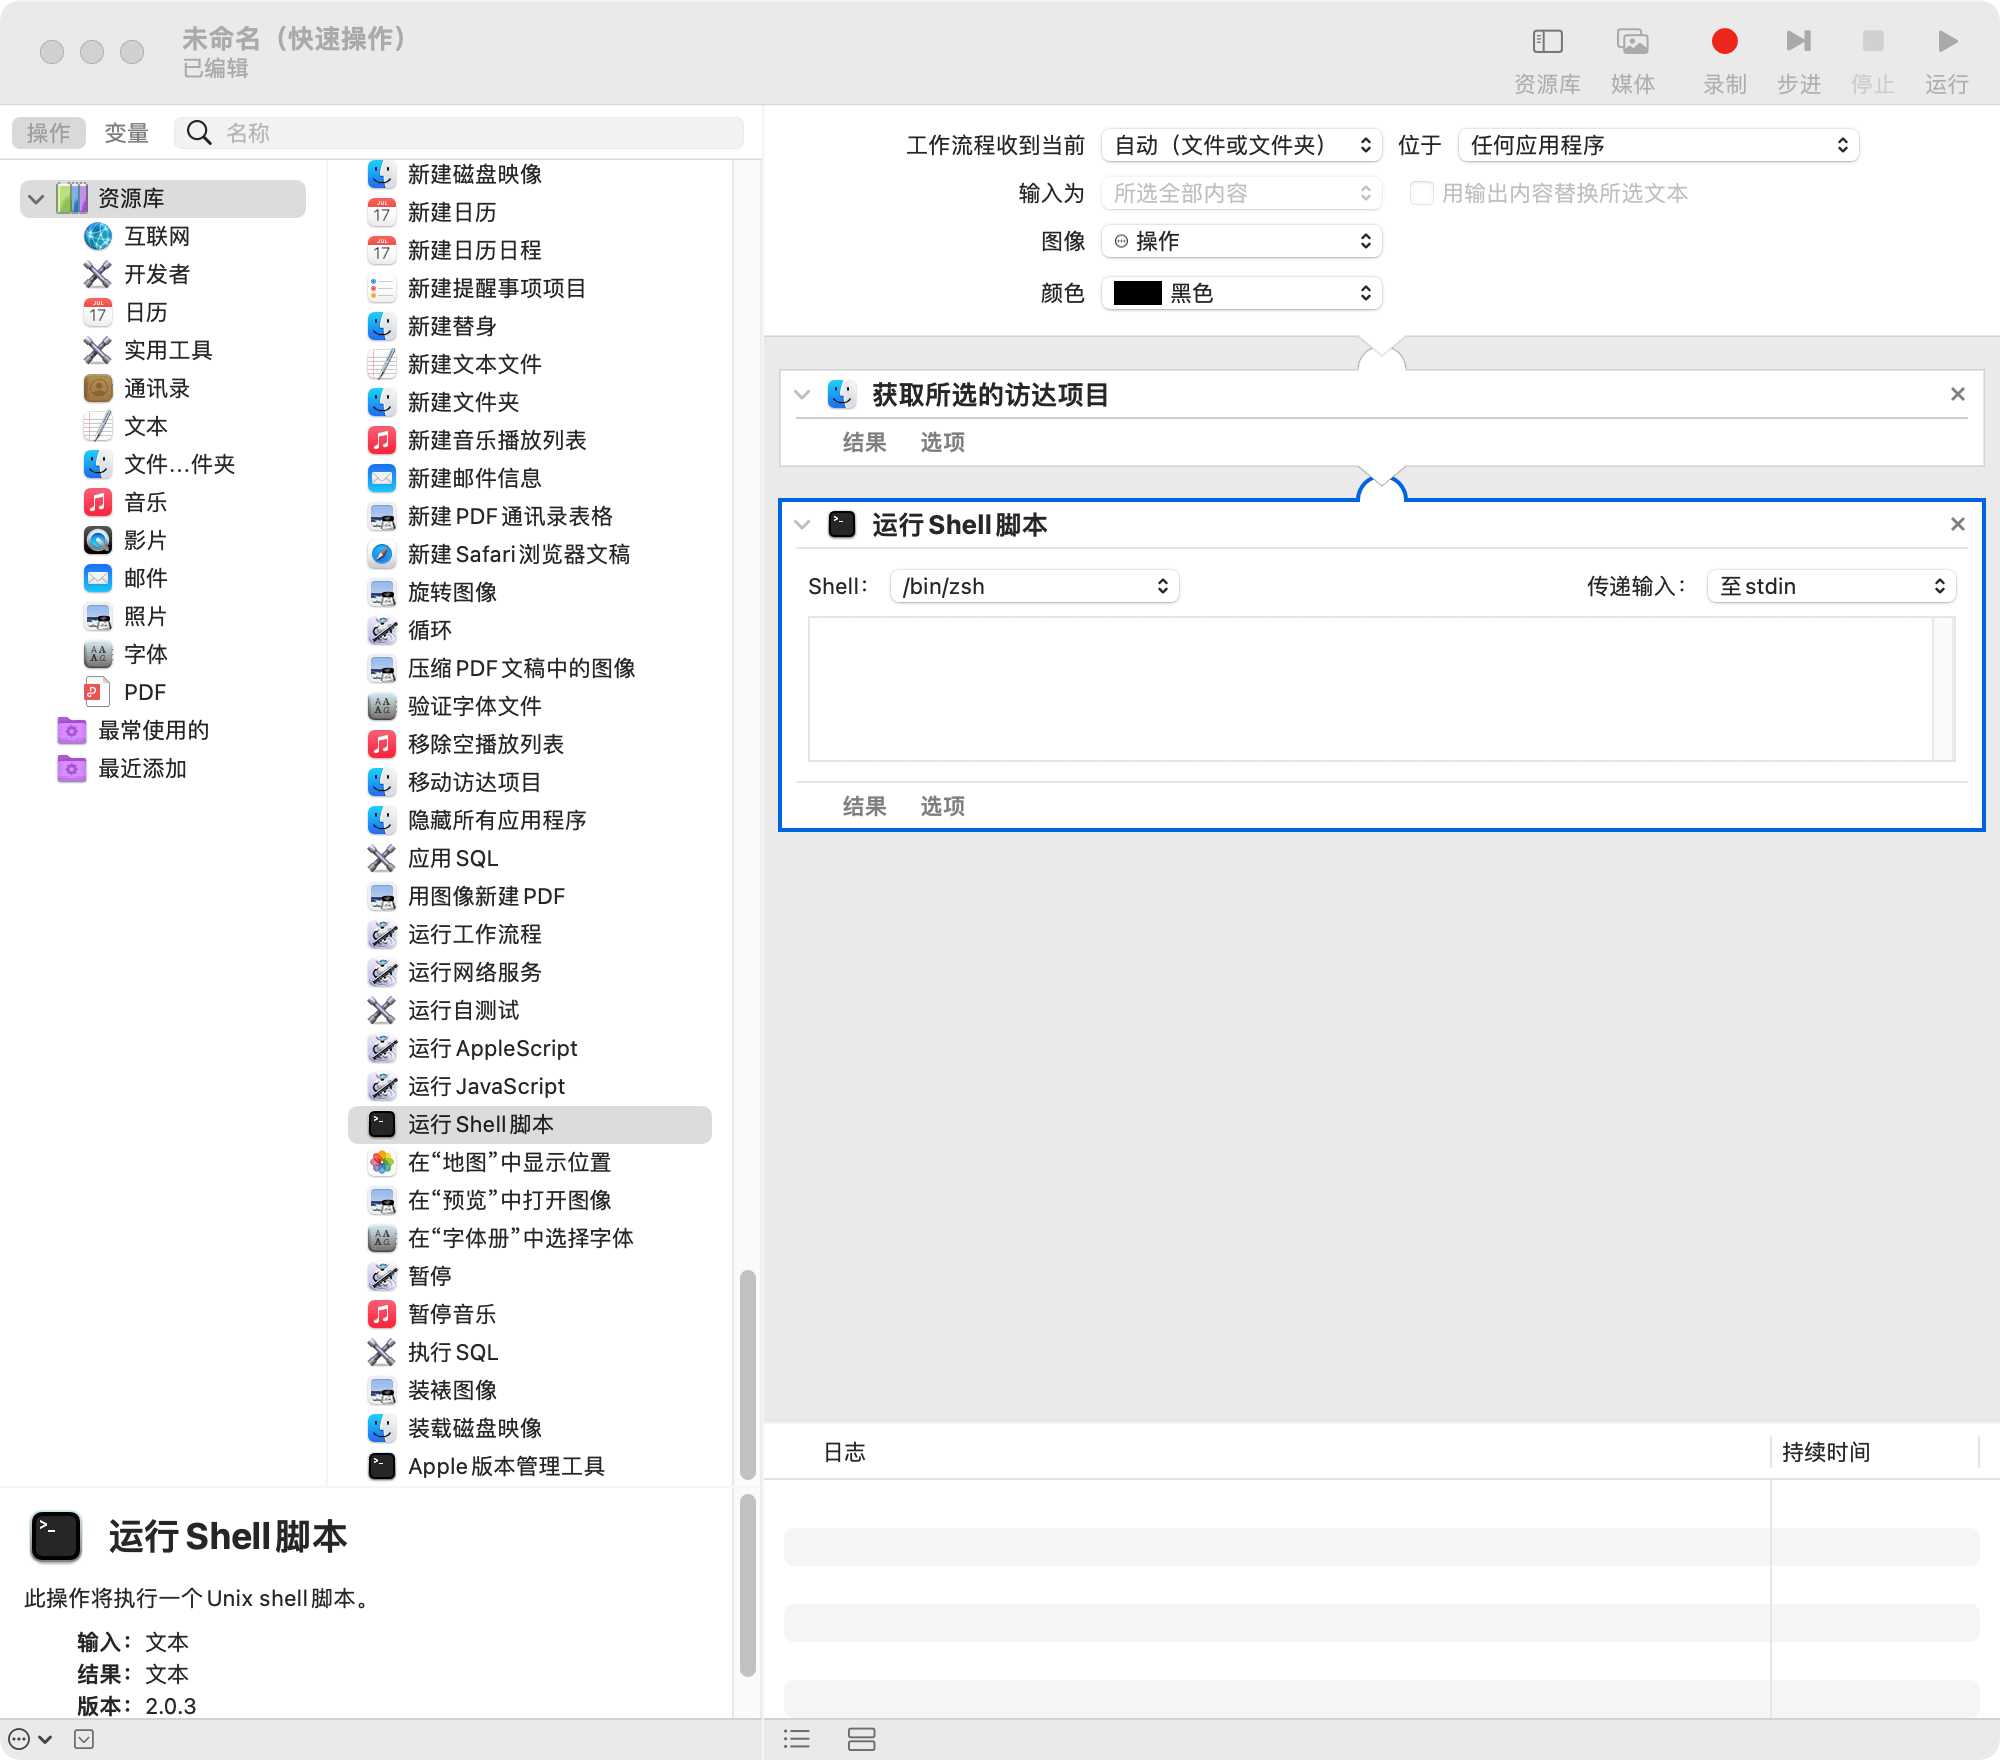 未命名（快速操作）
已编辑
资源库
媒体
录制
步进
停止
运行
操作
变量
名称
资源库
互联网
开发者
日历
实用工具
通讯录
文本
文件...件夹
音乐
影片
邮件
照片
字体
PDF
最常使用的
最近添加
新建磁盘映像
新建日历
新建日历日程
新建提醒事项项目
新建替身
新建文本文件
新建文件夹
新建音乐播放列表
新建邮件信息
新建 PDF 通讯录表格
新建 Safari 浏览器文稿
旋转图像
循环
压缩 PDF 文稿中的图像
验证字体文件
移除空播放列表
移动访达项目
隐藏所有应用程序
应用 SQL
用图像新建 PDF
运行工作流程
运行网络服务
运行自测试
运行 AppleScript
运行 JavaScript
运行 Shell 脚本
在“地图”中显示位置
在“预览”中打开图像
在“字体册”中选择字体
暂停
暂停音乐
执行 SQL
装裱图像
装载磁盘映像
Apple 版本管理工具
运行 Shell 脚本
此操作将执行一个 Unix shell 脚本。
输入： 文本
结果： 文本
版本： 2.0.3
工作流程收到当前 自动（文件或文件夹） 位于 任何应用程序
输入为 所选全部内容 用输出内容替换所选文本
图像 操作
颜色 黑色
获取所选的访达项目
结果 选项
运行 Shell 脚本
Shell： /bin/zsh 传递输入： 至 stdin
结果 选项
日志 持续时间